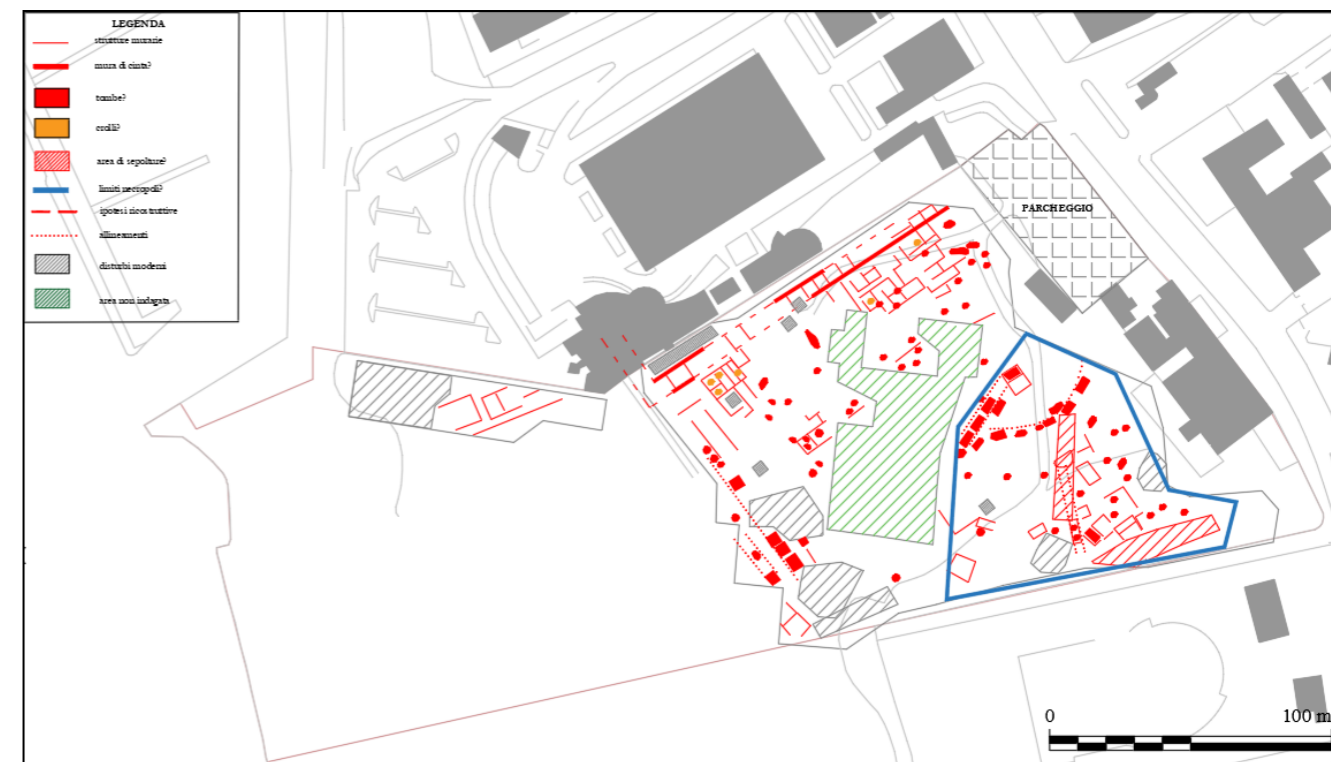 LEGENDA
strutture murarie
mura di cinta?
tombe?
crolli?
area di sepolture?
limiti necropoli?
ipotesi ricostruttive
allineamenti
disturbi moderni
area non indagata
PARCHEGGIO
0 100 m